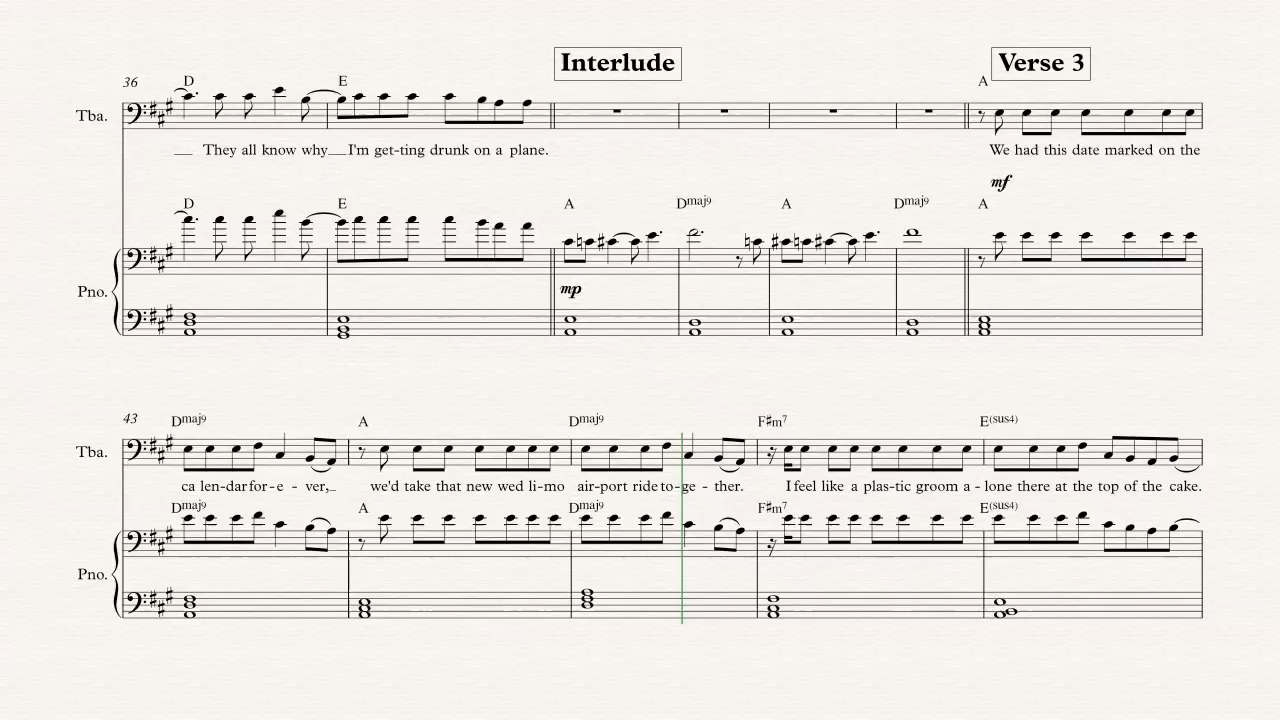 Interlude Verse 3
36 D E A
Tba.
They all know why I'm get-ting drunk on a plane. We had this date marked on the
mf
D E A Dmaj9 A Dmaj9 A
mp
Pno.
43 Dmaj9 A Dmaj9 F♯m7 E(sus4)
Tba.
ca len-dar for-e - ver, we'd take that new wed li-mo air-port ride to-ge - ther. I feel like a plas-tic groom a - lone there at the top of the cake.
Dmaj9 A Dmaj9 F♯m7 E(sus4)
Pno.